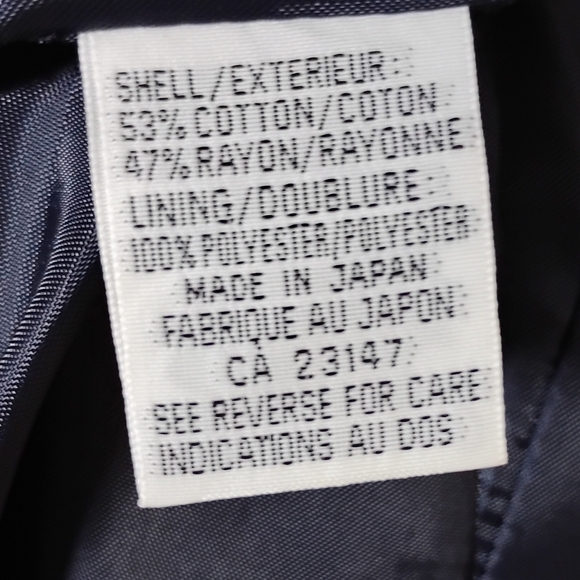 SHELL/EXTERIEUR:
53% COTTON/COTON
47% RAYON/RAYONNE
LINING/DOUBLURE:
100% POLYESTER/POLYESTER
MADE IN JAPAN
FABRIQUE AU JAPON
CA 23147
SEE REVERSE FOR CARE
INDICATIONS AU DOS